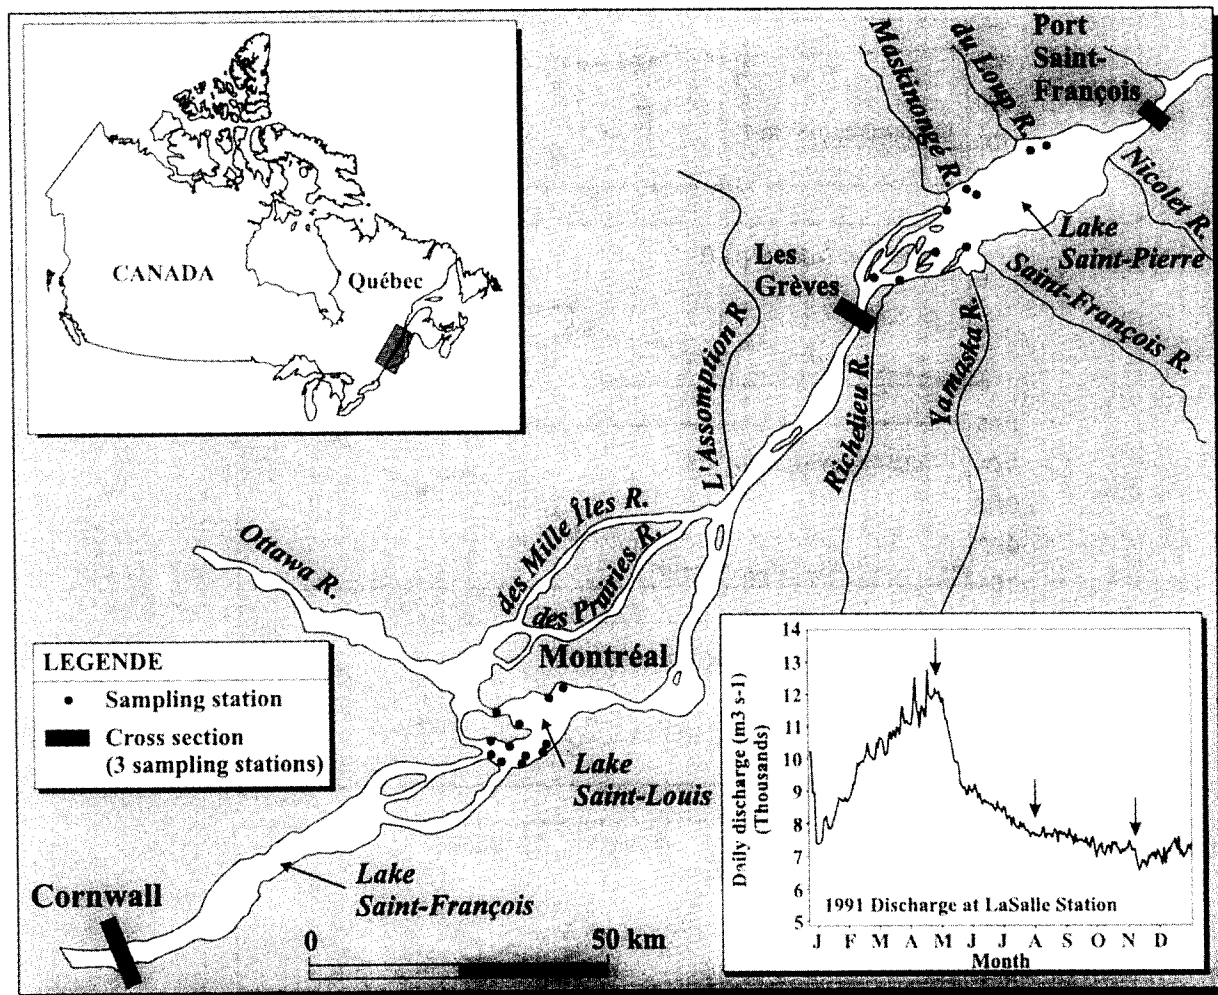 CANADA
Québec
Maskinongé R.
du Loup R.
Port
Saint-
François
Nicolet R.
Lake
Saint-Pierre
Saint-François R.
Les
Grèves
L'Assomption R
Richelieu R.
Yamaska R.
Ottawa R.
des Mille Îles R.
des Prairies R.
Montréal
LEGENDE
Sampling station
Cross section
(3 sampling stations)
Lake
Saint-Louis
Lake
Saint-François
Cornwall
0 50 km
Daily discharge (m3 s-1)
(Thousands)
14
13
12
11
10
9
8
7
6
5
1991 Discharge at LaSalle Station
J F M A M J J A S O N D
Month